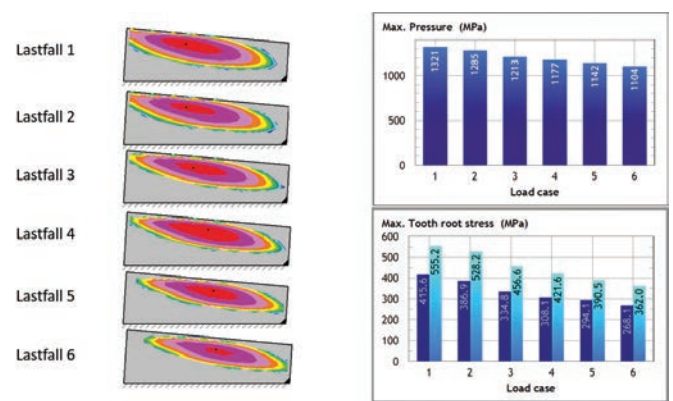 Lastfall 1
Lastfall 2
Lastfall 3
Lastfall 4
Lastfall 5
Lastfall 6
Max. Pressure (MPa)
1000
500
0
1321
1285
1213
1177
1142
1104
1 2 3 4 5 6
Load case
Max. Tooth root stress (MPa)
600
500
400
300
200
100
0
415.6 555.2
386.9 528.2
334.8 456.6
308.1 421.6
294.1 390.5
268.1 362.0
1 2 3 4 5 6
Load case